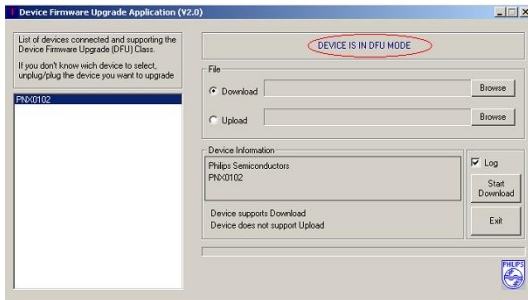 Device Firmware Upgrade Application (V2.0)
List of devices connected and supporting the
Device Firmware Upgrade (DFU) Class.
If you don't know wich device to select,
unplug/plug the device you want to upgrade
PNX0102
DEVICE IS IN DFU MODE
File
Download
Browse
Upload
Browse
Device Information
Philips Semiconductors
PNX0102
Device supports Download
Device does not support Upload
Log
Start
Download
Exit
PHILIPS